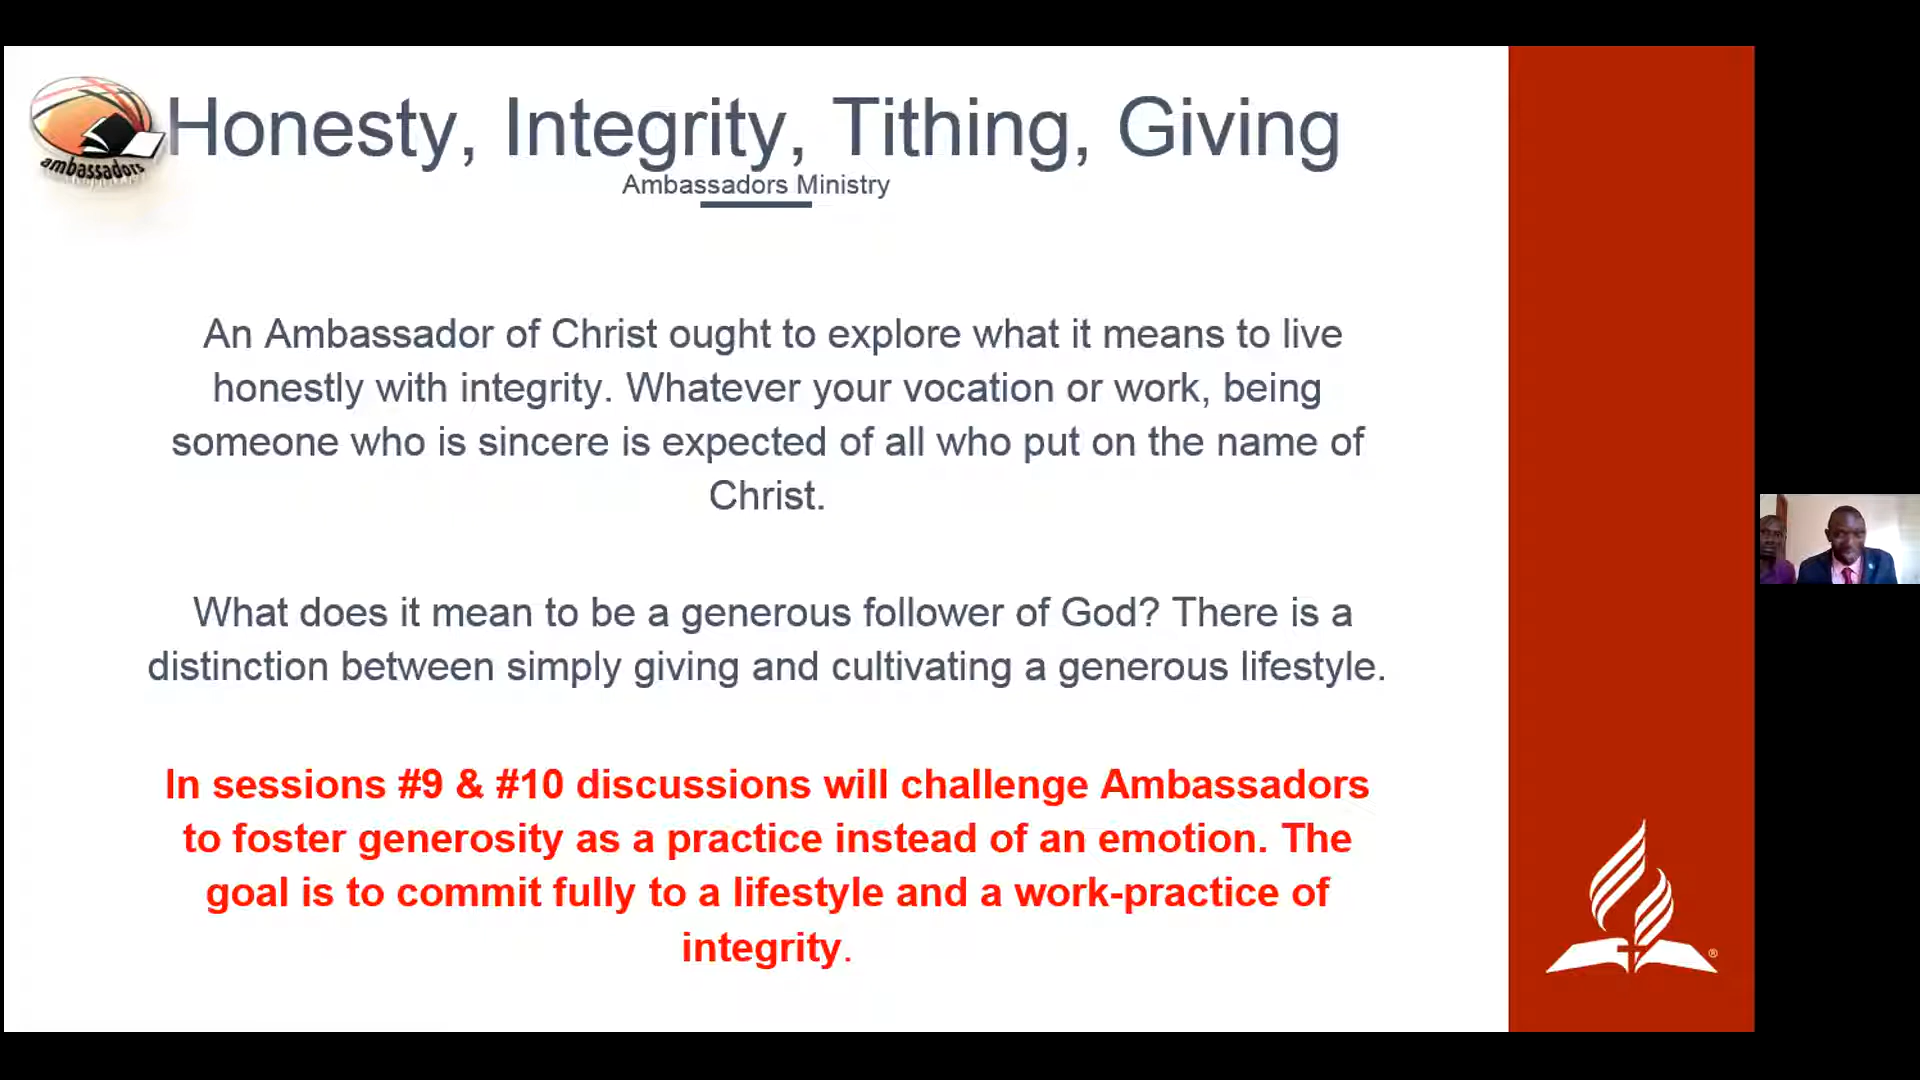 ambassadors
Honesty, Integrity, Tithing, Giving
Ambassadors Ministry
An Ambassador of Christ ought to explore what it means to live
honestly with integrity. Whatever your vocation or work, being
someone who is sincere is expected of all who put on the name of
Christ.
What does it mean to be a generous follower of God? There is a
distinction between simply giving and cultivating a generous lifestyle.
In sessions #9 & #10 discussions will challenge Ambassadors
to foster generosity as a practice instead of an emotion. The
goal is to commit fully to a lifestyle and a work-practice of
integrity.
®